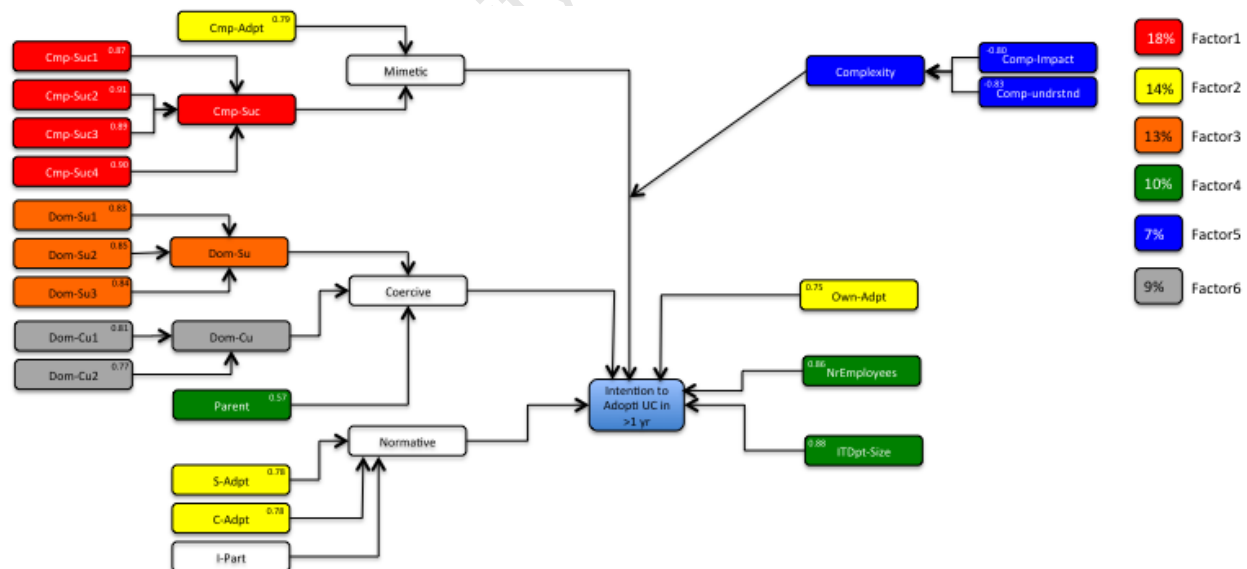 Cmp-Adpt 0.79
Cmp-Suc1 0.87
Cmp-Suc2 0.91
Cmp-Suc3 0.89
Cmp-Suc4 0.90
Cmp-Suc
Mimetic
Dom-Su1 0.83
Dom-Su2 0.85
Dom-Su3 0.84
Dom-Su
Coercive
Dom-Cu1 0.81
Dom-Cu2 0.77
Dom-Cu
Parent 0.57
Normative
S-Adpt 0.78
C-Adpt 0.78
I-Part
Intention to
Adopti UC in
>1 yr
Complexity
-0.80
Comp-Impact
-0.83
Comp-undrstnd
0.75
Own-Adpt
0.86
NrEmployees
0.88
ITDpt-Size
18% Factor1
14% Factor2
13% Factor3
10% Factor4
7% Factor5
9% Factor6